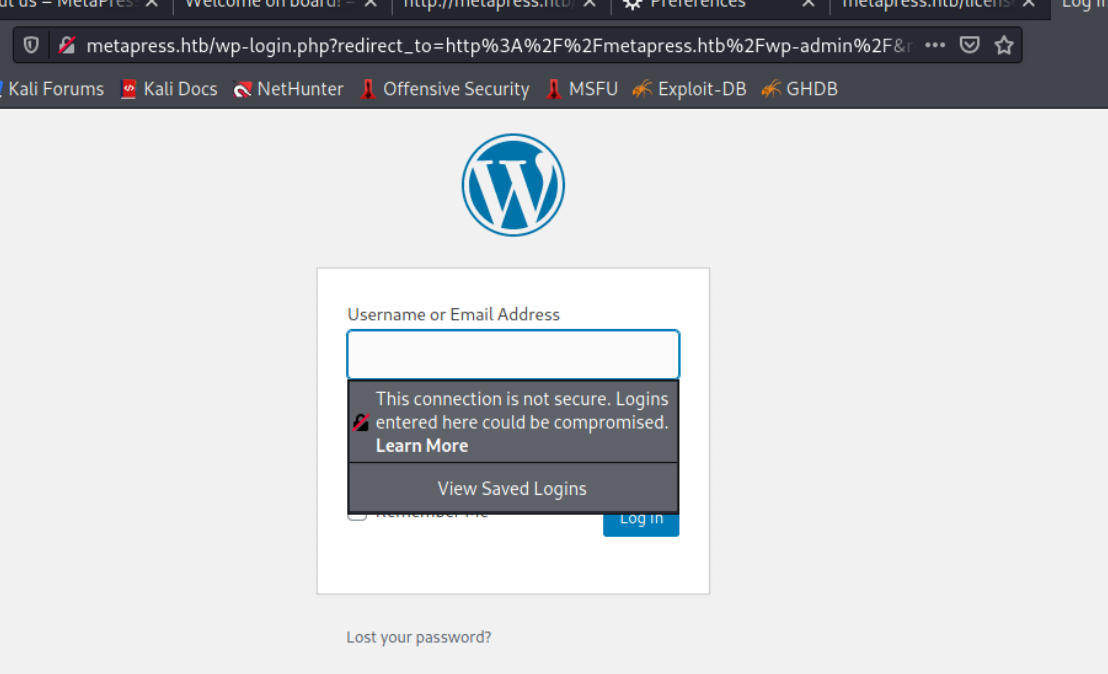 ut us – MetaPres
Welcome on board! –
http://metapress.htb/
Preferences
metapress.htb/license
Log In
metapress.htb/wp-login.php?redirect_to=http%3A%2F%2Fmetapress.htb%2Fwp-admin%2F&r
Kali Forums
Kali Docs
NetHunter
Offensive Security
MSFU
Exploit-DB
GHDB
Username or Email Address
This connection is not secure. Logins
entered here could be compromised.
Learn More
View Saved Logins
Remember Me
Log In
Lost your password?